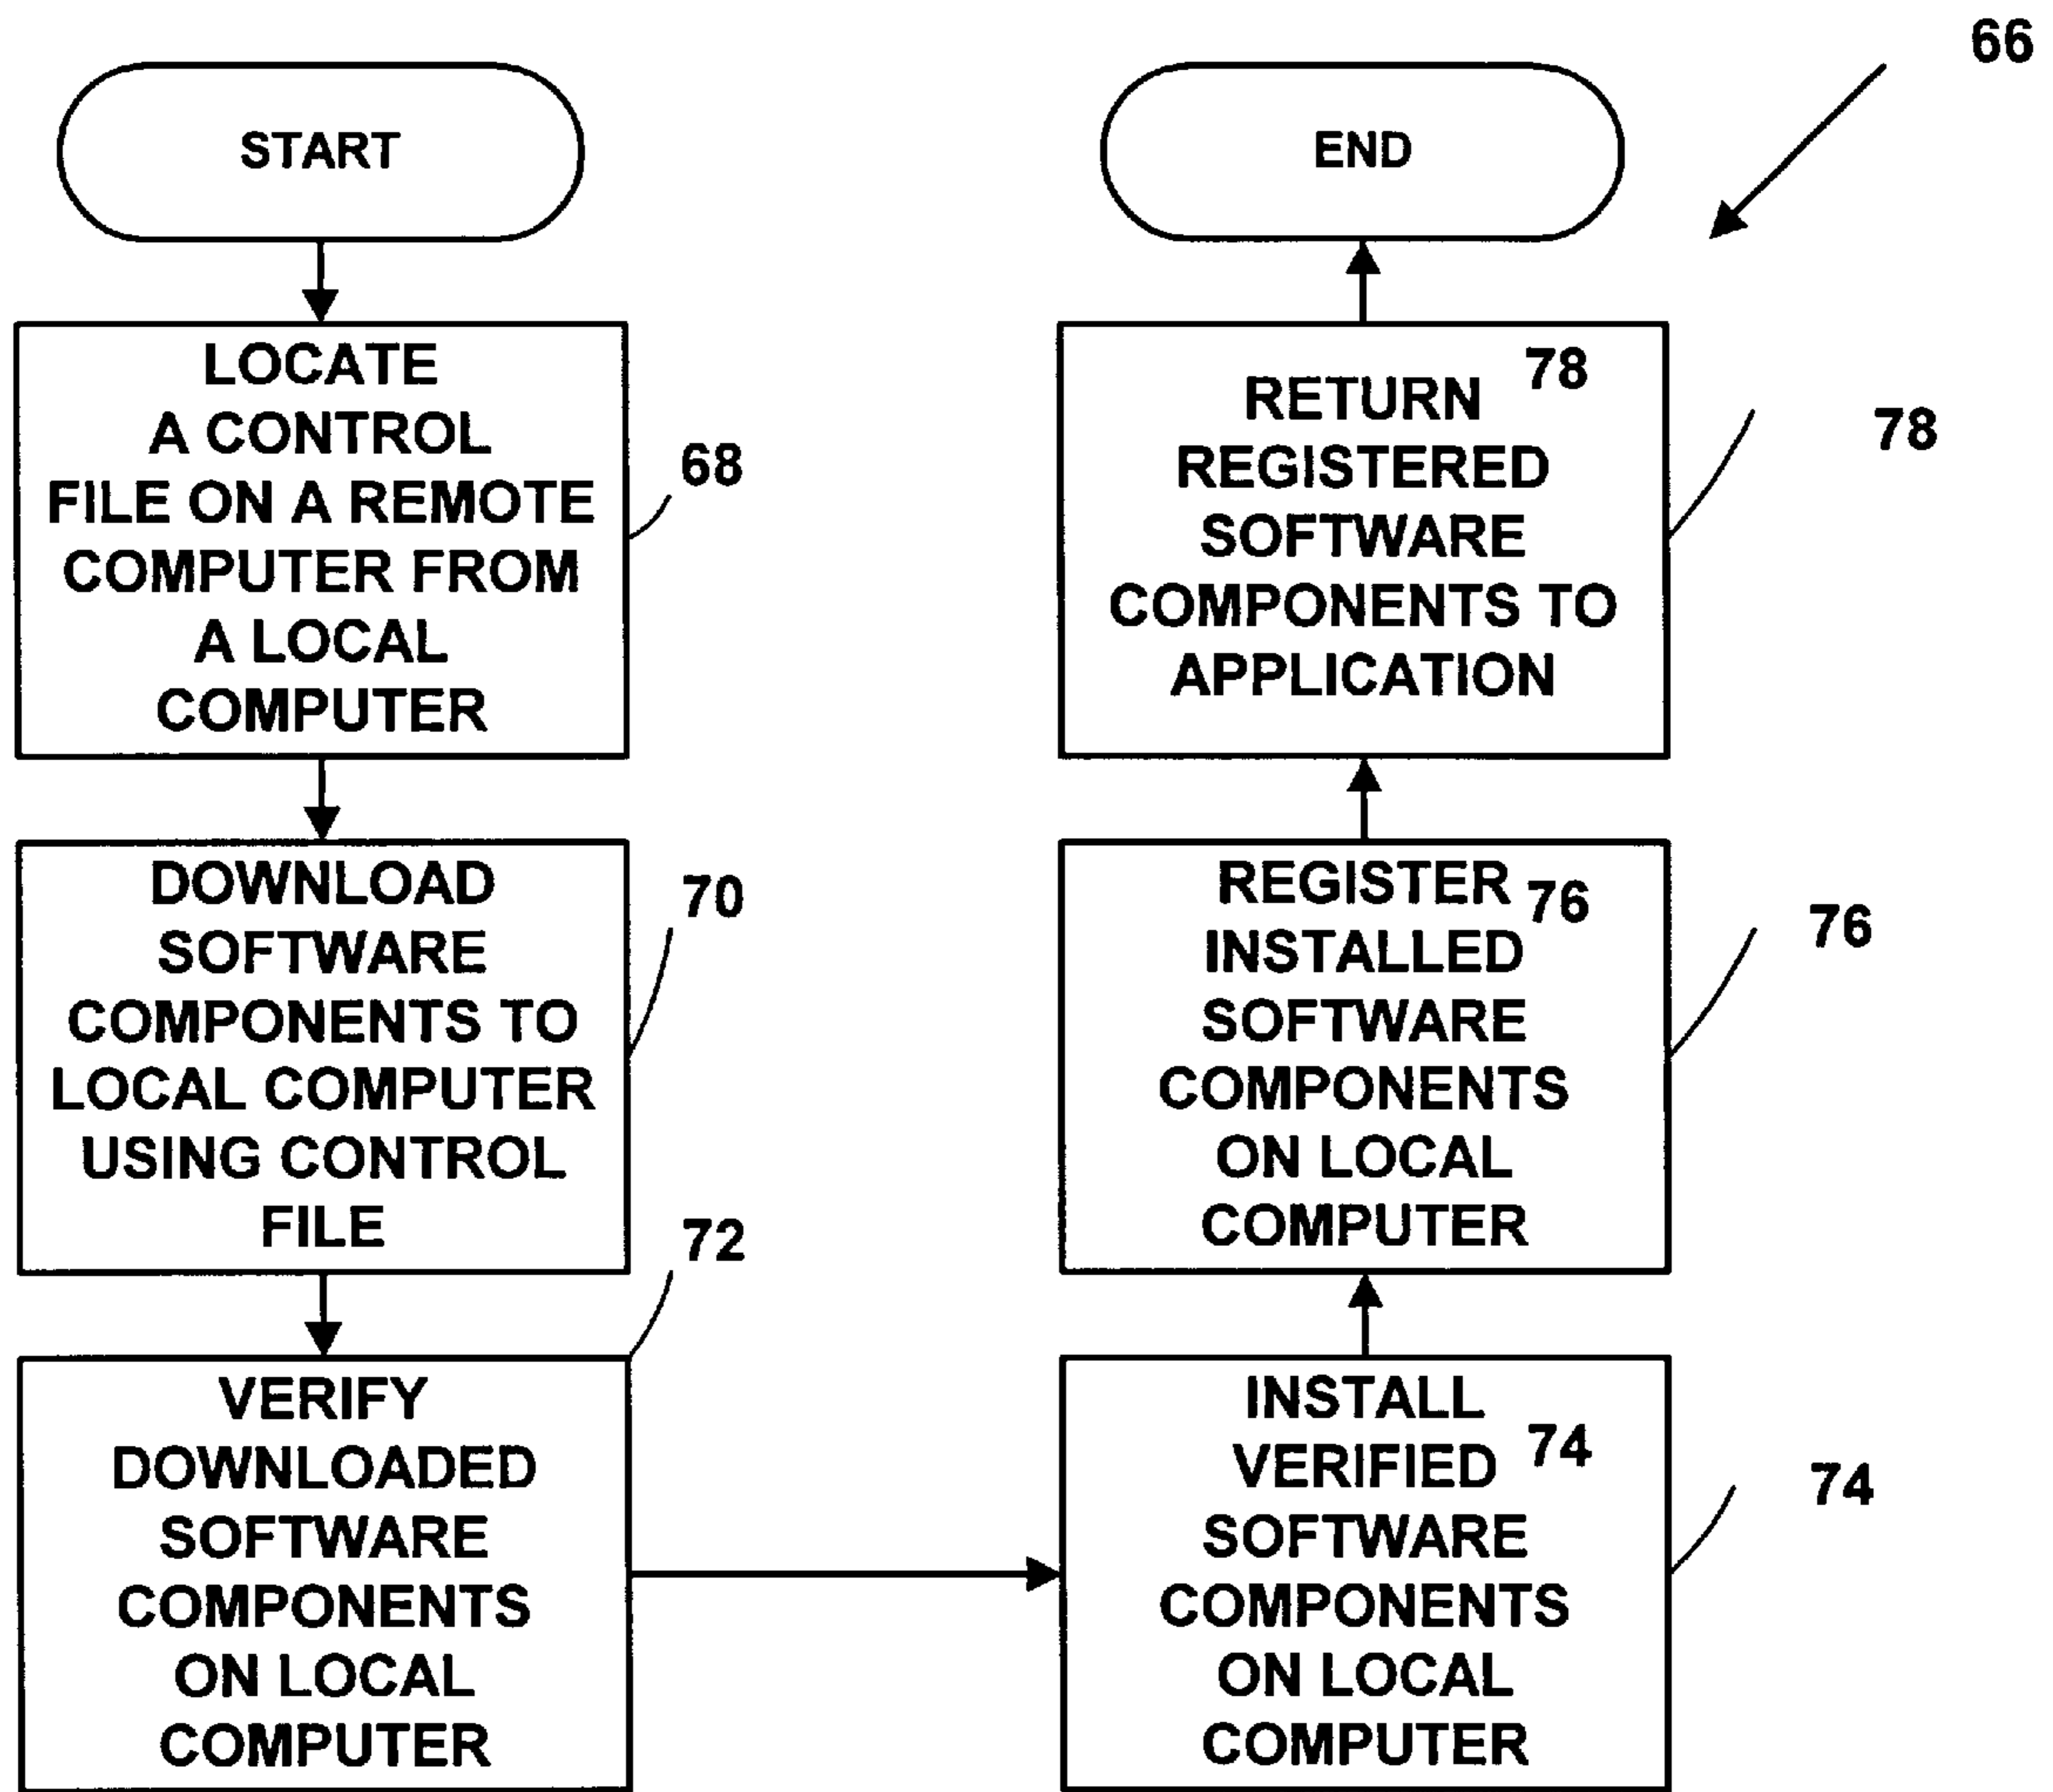 START
LOCATE
A CONTROL
FILE ON A REMOTE
COMPUTER FROM
A LOCAL
COMPUTER
68
DOWNLOAD
SOFTWARE
COMPONENTS TO
LOCAL COMPUTER
USING CONTROL
FILE
70
VERIFY
DOWNLOADED
SOFTWARE
COMPONENTS
ON LOCAL
COMPUTER
72
INSTALL
VERIFIED 74
SOFTWARE
COMPONENTS
ON LOCAL
COMPUTER
74
REGISTER 76
INSTALLED
SOFTWARE
COMPONENTS
ON LOCAL
COMPUTER
76
RETURN 78
REGISTERED
SOFTWARE
COMPONENTS TO
APPLICATION
78
END
66